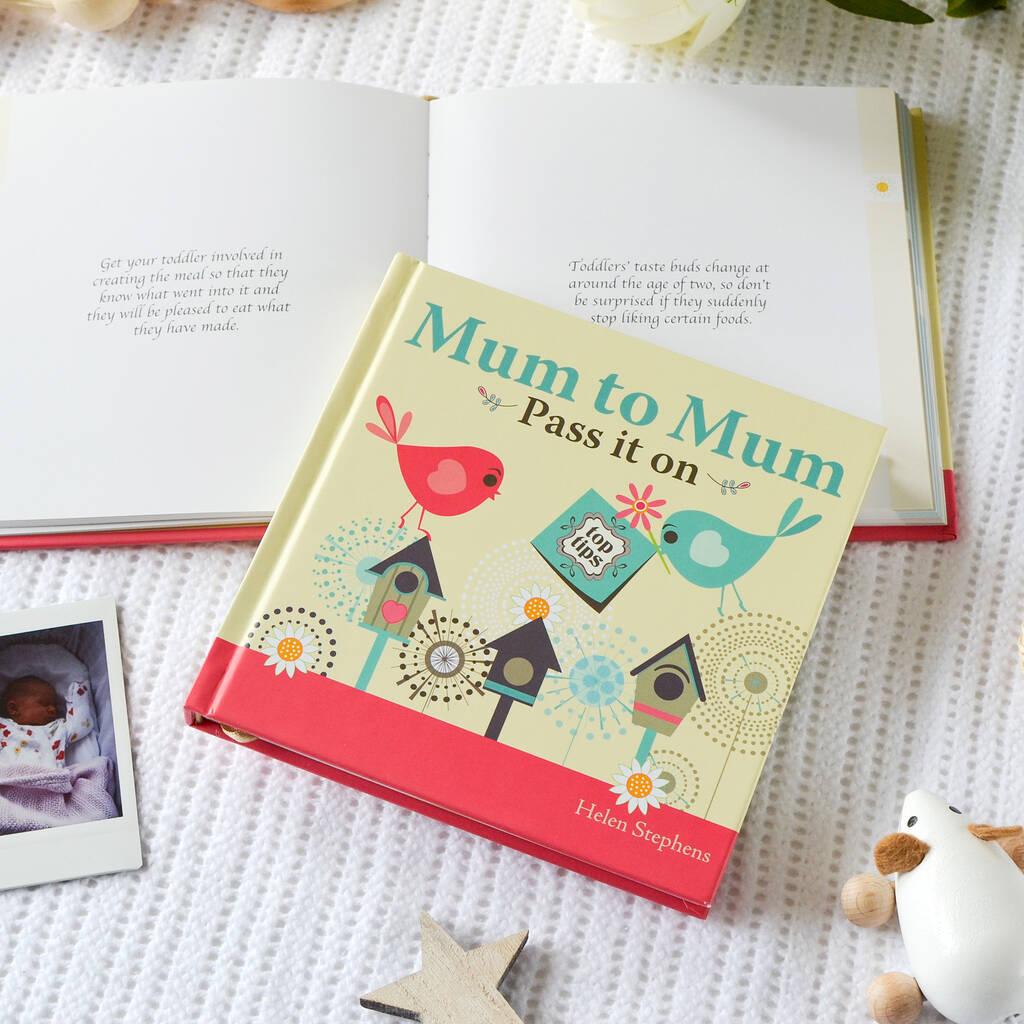 Get your toddler involved in
creating the meal so that they
know what went into it and
they will be pleased to eat what
they have made.
Toddlers' taste buds change at
around the age of two, so don't
be surprised if they suddenly
stop liking certain foods.
Mum to Mum
Pass it on
top
tips
Helen Stephens